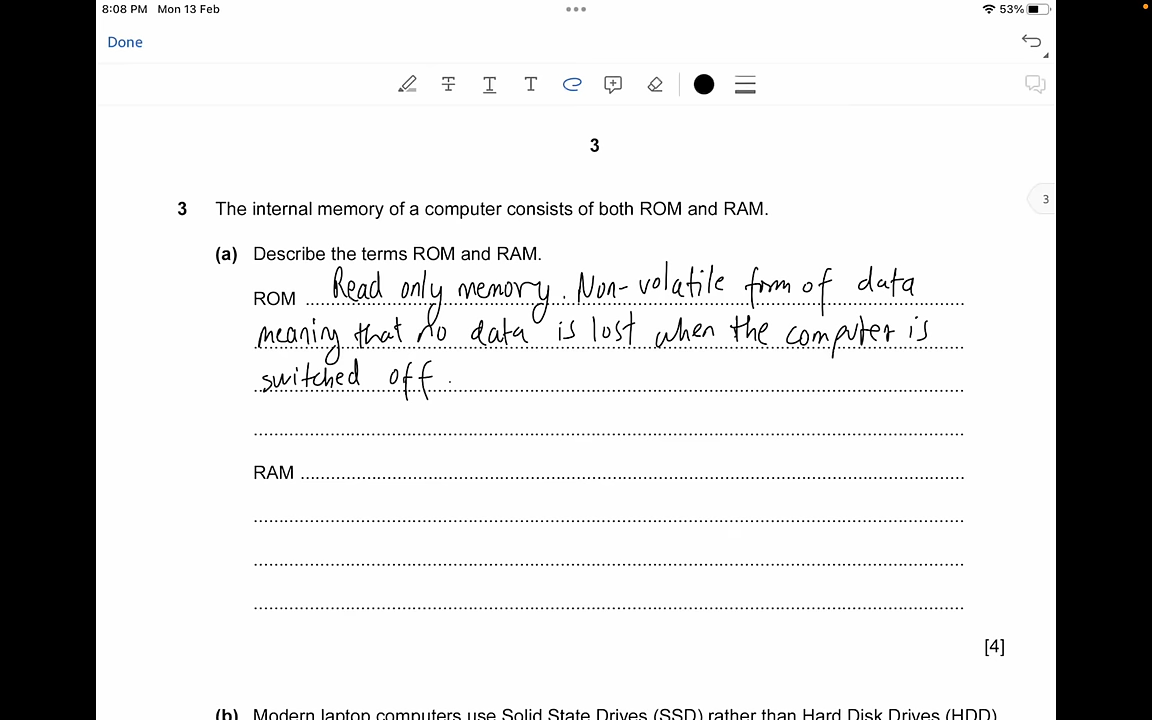 8:08 PM Mon 13 Feb
53%
Done
3
3
3 The internal memory of a computer consists of both ROM and RAM.
(a) Describe the terms ROM and RAM.
ROM Read only memory. Non-volatile form of data
meaning that no data is lost when the computer is
switched off.
RAM
[4]
(b) Modern laptop computers use Solid State Drives (SSD) rather than Hard Disk Drives (HDD)